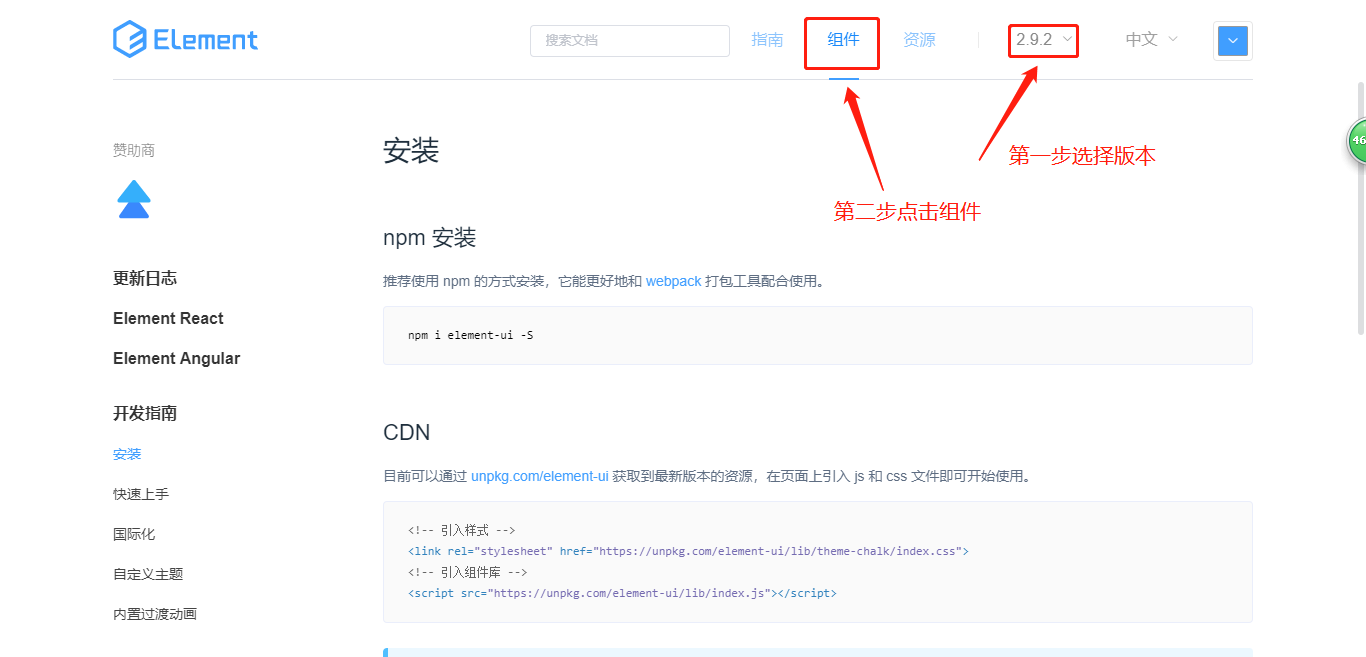 Element
搜索文档
指南
组件
资源
2.9.2
中文
第一步选择版本
第二步点击组件
46
赞助商
更新日志
Element React
Element Angular
开发指南
安装
快速上手
国际化
自定义主题
内置过渡动画
安装
npm 安装
推荐使用 npm 的方式安装，它能更好地和 webpack 打包工具配合使用。
npm i element-ui -S
CDN
目前可以通过 unpkg.com/element-ui 获取到最新版本的资源，在页面上引入 js 和 css 文件即可开始使用。
<!-- 引入样式 -->
<link rel="stylesheet" href="https://unpkg.com/element-ui/lib/theme-chalk/index.css">
<!-- 引入组件库 -->
<script src="https://unpkg.com/element-ui/lib/index.js"></script>